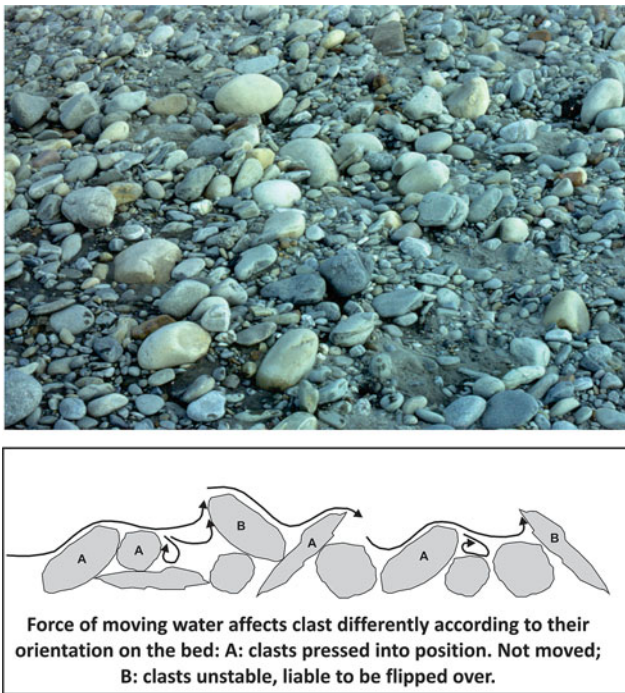 A
A
B
A
A
B
Force of moving water affects clast differently according to their
orientation on the bed: A: clasts pressed into position. Not moved;
B: clasts unstable, liable to be flipped over.